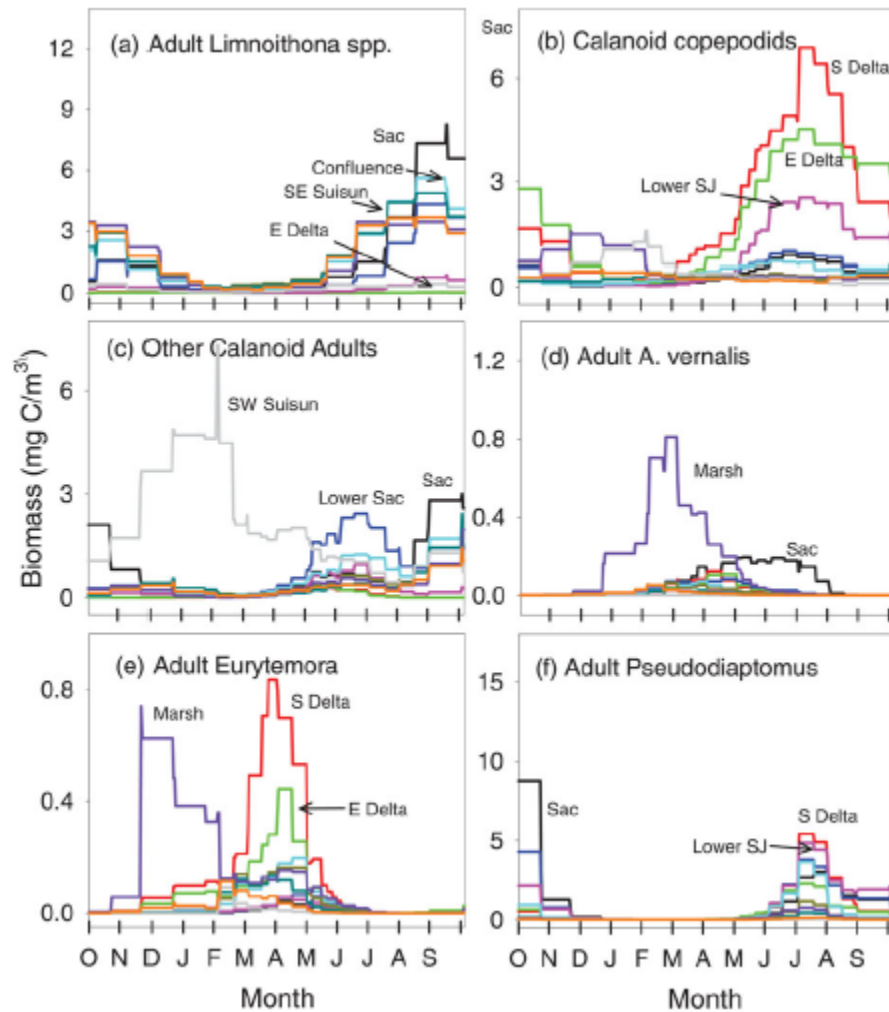 (a) Adult Limnoithona spp.
12
9
6
3
0
Sac
Confluence
SE Suisun
E Delta
Sac
(b) Calanoid copepodids
6
3
0
S Delta
E Delta
Lower SJ
(c) Other Calanoid Adults
6
3
0
SW Suisun
Lower Sac
Sac
(d) Adult A. vernalis
1.2
0.8
0.4
0.0
Marsh
Sac
Biomass (mg C/m³\)
(e) Adult Eurytemora
0.8
0.4
0.0
Marsh
S Delta
E Delta
O N D J F M A M J J A S
Month
(f) Adult Pseudodiaptomus
15
10
5
0
Sac
S Delta
Lower SJ
O N D J F M A M J J A S
Month